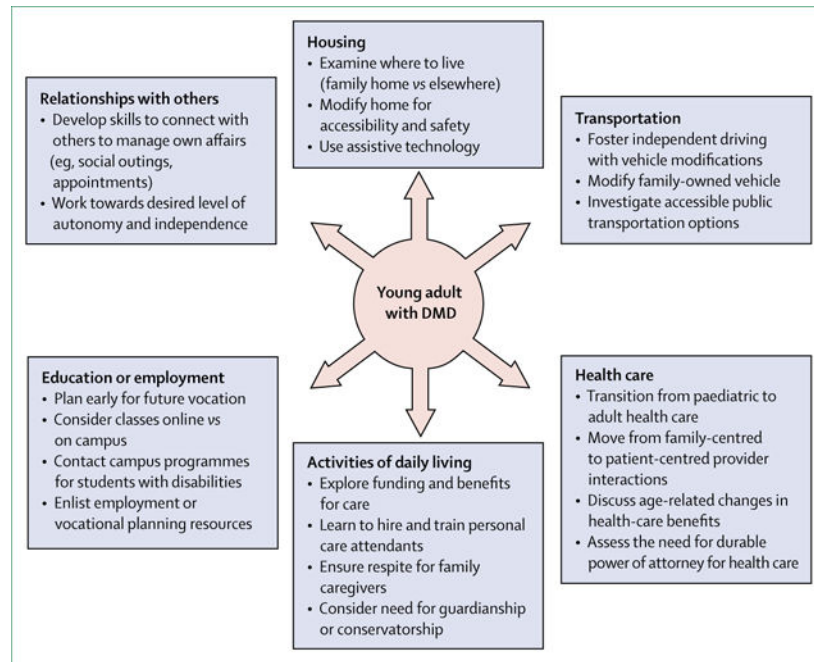 Housing
• Examine where to live
(family home vs elsewhere)
• Modify home for
accessibility and safety
• Use assistive technology
Relationships with others
• Develop skills to connect with
others to manage own affairs
(eg, social outings,
appointments)
• Work towards desired level of
autonomy and independence
Transportation
• Foster independent driving
with vehicle modifications
• Modify family-owned vehicle
• Investigate accessible public
transportation options
Young adult
with DMD
Education or employment
• Plan early for future vocation
• Consider classes online vs
on campus
• Contact campus programmes
for students with disabilities
• Enlist employment or
vocational planning resources
Activities of daily living
• Explore funding and benefits
for care
• Learn to hire and train personal
care attendants
• Ensure respite for family
caregivers
• Consider need for guardianship
or conservatorship
Health care
• Transition from paediatric to
adult health care
• Move from family-centred
to patient-centred provider
interactions
• Discuss age-related changes in
health-care benefits
• Assess the need for durable
power of attorney for health care